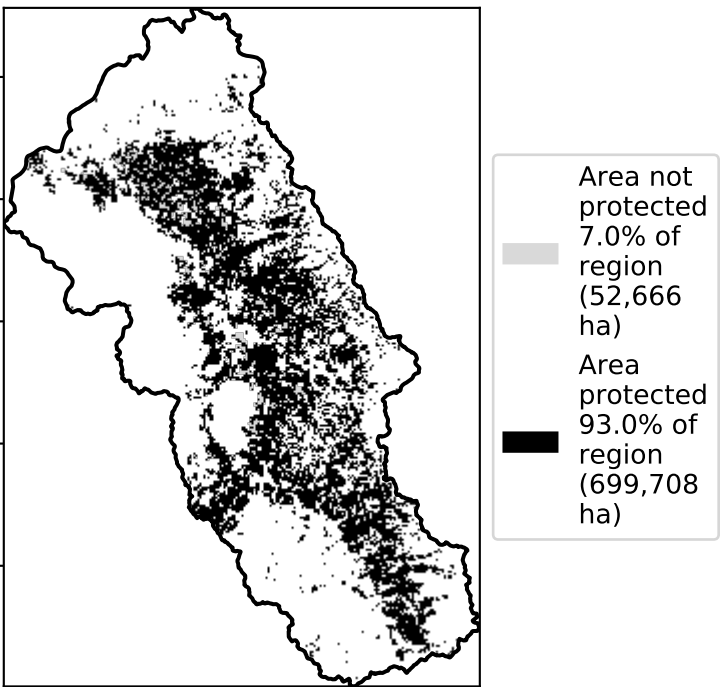 Area not
protected
7.0% of
region
(52,666
ha)
Area
protected
93.0% of
region
(699,708
ha)